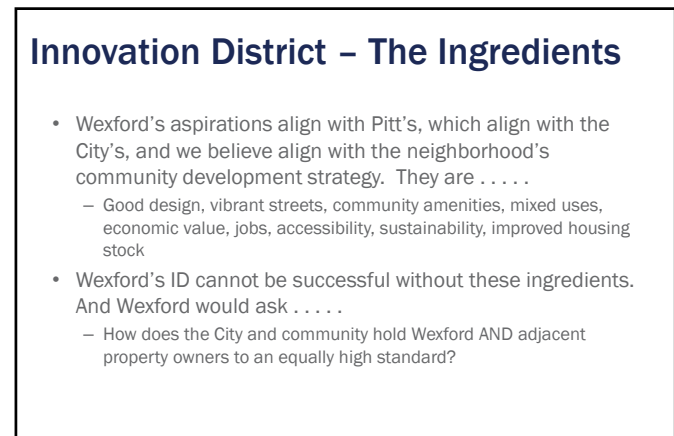 Innovation District – The Ingredients
• Wexford's aspirations align with Pitt's, which align with the
City's, and we believe align with the neighborhood's
community development strategy. They are . . . . .
– Good design, vibrant streets, community amenities, mixed uses,
economic value, jobs, accessibility, sustainability, improved housing
stock
• Wexford's ID cannot be successful without these ingredients.
And Wexford would ask . . . . .
– How does the City and community hold Wexford AND adjacent
property owners to an equally high standard?